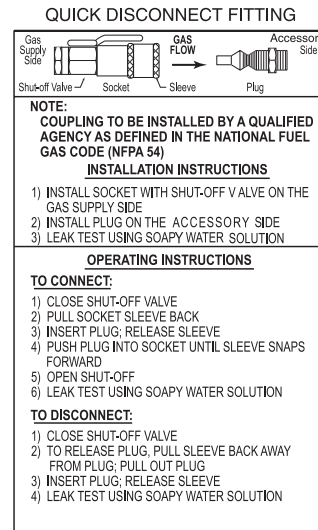 QUICK DISCONNECT FITTING
Gas
Supply
Side
GAS
FLOW
Accessor
Side
Shut-off Valve
Socket
Sleeve
Plug
NOTE:
COUPLING TO BE INSTALLED BY A QUALIFIED
AGENCY AS DEFINED IN THE NATIONAL FUEL
GAS CODE (NFPA 54)
INSTALLATION INSTRUCTIONS
1) INSTALL SOCKET WITH SHUT-OFF V ALVE ON THE
GAS SUPPLY SIDE
2) INSTALL PLUG ON THE ACCESSORY SIDE
3) LEAK TEST USING SOAPY WATER SOLUTION
OPERATING INSTRUCTIONS
TO CONNECT:
1) CLOSE SHUT-OFF VALVE
2) PULL SOCKET SLEEVE BACK
3) INSERT PLUG; RELEASE SLEEVE
4) PUSH PLUG INTO SOCKET UNTIL SLEEVE SNAPS
FORWARD
5) OPEN SHUT-OFF
6) LEAK TEST USING SOAPY WATER SOLUTION
TO DISCONNECT:
1) CLOSE SHUT-OFF VALVE
2) TO RELEASE PLUG, PULL SLEEVE BACK AWAY
FROM PLUG; PULL OUT PLUG
3) INSERT PLUG; RELEASE SLEEVE
4) LEAK TEST USING SOAPY WATER SOLUTION